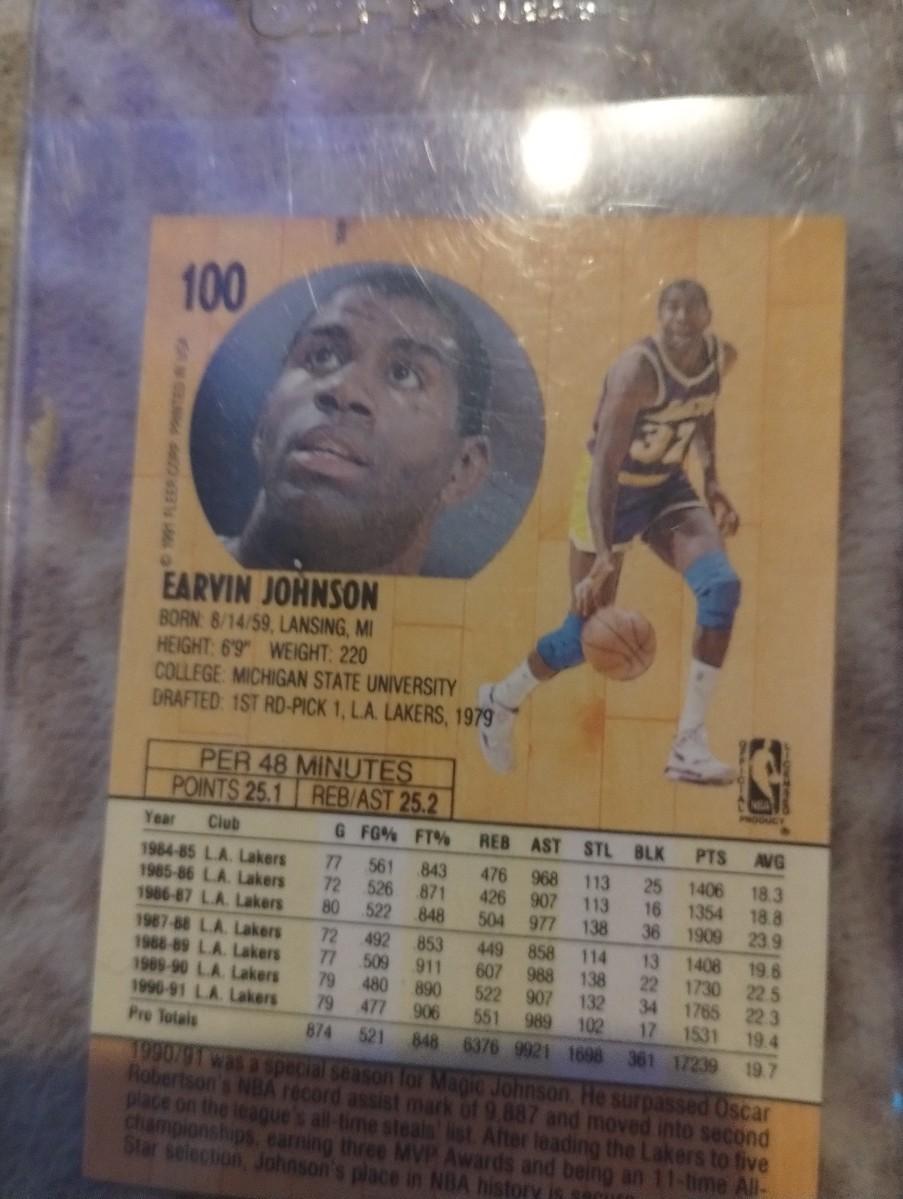 100
© 1991 FLEER CORP. PRINTED IN USA
LAKERS
32
EARVIN JOHNSON
BORN: 8/14/59, LANSING, MI
HEIGHT: 6'9" WEIGHT: 220
COLLEGE: MICHIGAN STATE UNIVERSITY
DRAFTED: 1ST RD-PICK 1, L.A. LAKERS, 1979
OFFICIAL NBA LICENSED
PRODUCT ®
PER 48 MINUTES
POINTS 25.1 REB/AST 25.2
Year Club G FG% FT% REB AST STL BLK PTS AVG
1984-85 L.A. Lakers 77 .561 .843 476 968 113 25 1406 18.3
1985-86 L.A. Lakers 72 .526 .871 426 907 113 16 1354 18.8
1986-87 L.A. Lakers 80 .522 .848 504 977 138 36 1909 23.9
1987-88 L.A. Lakers 72 .492 .853 449 858 114 13 1408 19.6
1988-89 L.A. Lakers 77 .509 .911 607 988 138 22 1730 22.5
1989-90 L.A. Lakers 79 .480 .890 522 907 132 34 1765 22.3
1990-91 L.A. Lakers 79 .477 .906 551 989 102 17 1531 19.4
Pro Totals 874 .521 .848 6376 9921 1698 361 17239 19.7
1990/91 was a special season for Magic Johnson. He surpassed Oscar
Robertson's NBA record assist mark of 9,887 and moved into second
place on the league's all-time steals' list. After leading the Lakers to five
championships, earning three MVP Awards and being an 11-time All-
Star selection, Johnson's place in NBA history is secure